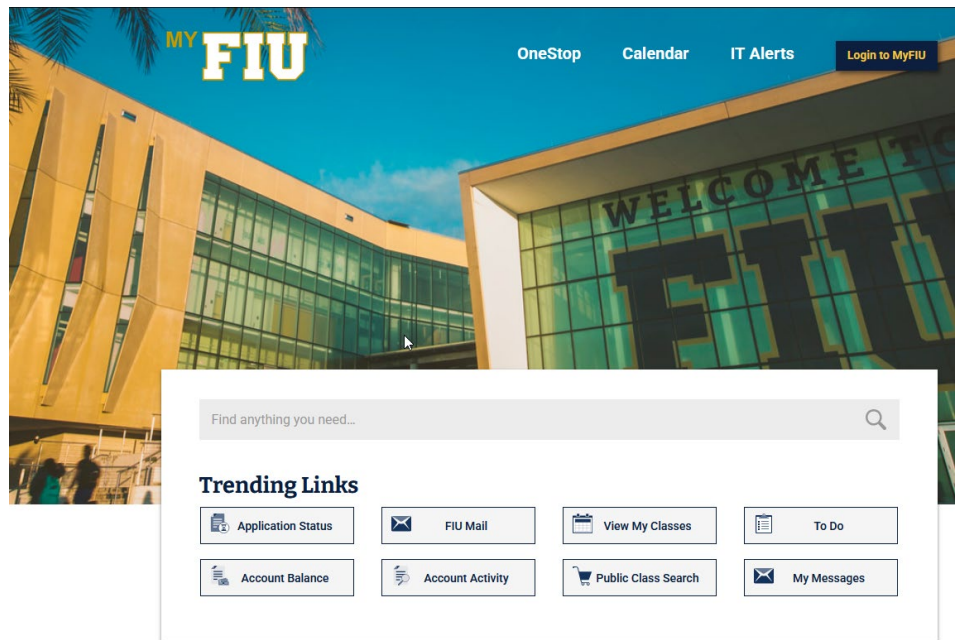 MY FIU
OneStop Calendar IT Alerts Login to MyFIU
WELCOME TO
FIU
Find anything you need...
Trending Links
Application Status FIU Mail View My Classes To Do
Account Balance Account Activity Public Class Search My Messages